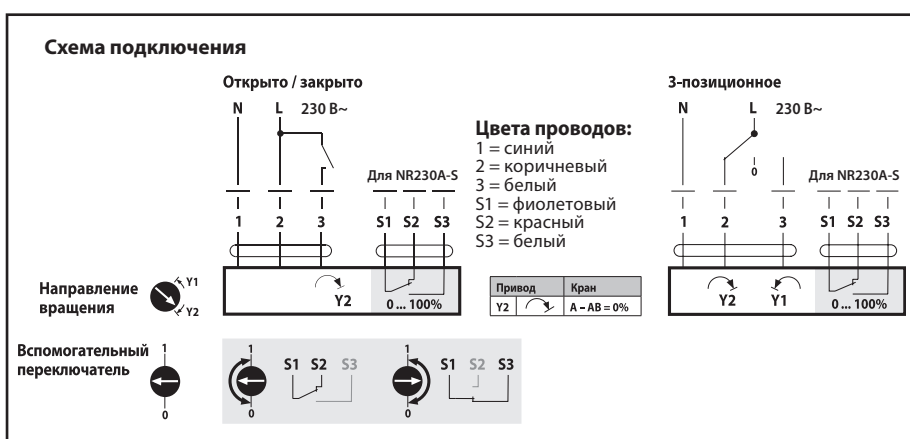 Схема подключения
Открыто / закрыто
N L 230 В~
Для NR230A-S
1 2 3 S1 S2 S3
Y2
0 ... 100%
Цвета проводов:
1 = синий
2 = коричневый
3 = белый
S1 = фиолетовый
S2 = красный
S3 = белый
Привод Кран
Y2 A – AB = 0%
3-позиционное
N L 230 В~
0
Для NR230A-S
1 2 3 S1 S2 S3
Y2 Y1
0 ... 100%
Направление
вращения
Y1
Y2
Вспомогательный
переключатель
1
0
1
0
S1 S2 S3
1
0
S1 S2 S3